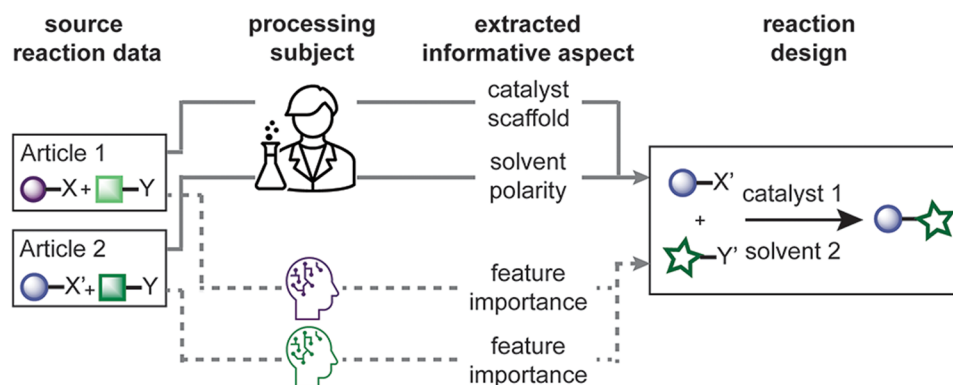 source
reaction data
processing
subject
extracted
informative aspect
reaction
design
catalyst
scaffold
solvent
polarity
Article 1
X + Y
Article 2
X' + Y
feature
importance
feature
importance
X'
+
Y'
catalyst 1
solvent 2